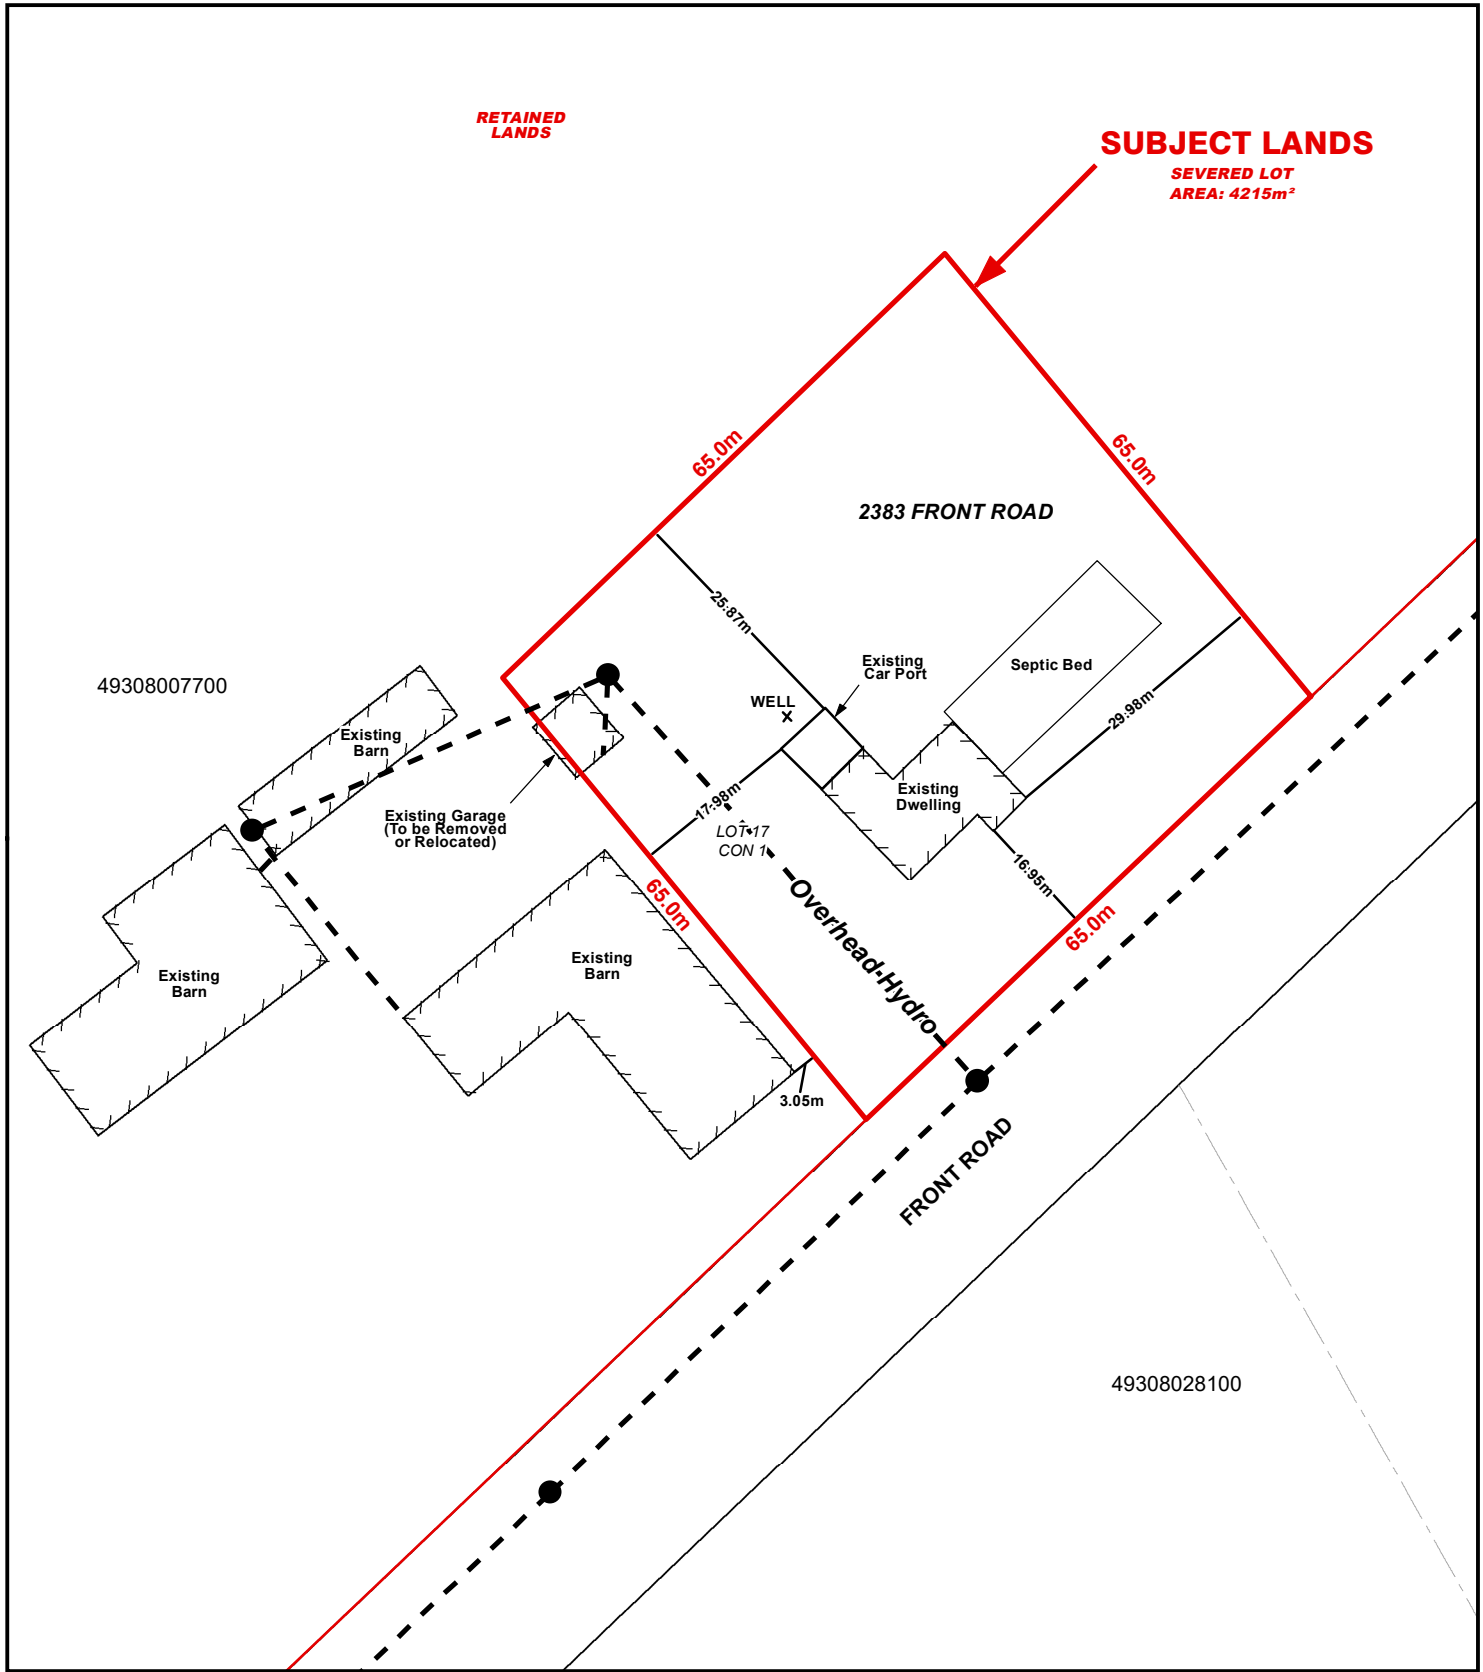 RETAINED
LANDS
SUBJECT LANDS
SEVERED LOT
AREA: 4215m²
65.0m
65.0m
2383 FRONT ROAD
25.87m
Existing
Car Port
Septic Bed
WELL
X
29.98m
49308007700
Existing
Barn
Existing
Dwelling
17.98m
Existing Garage
(To be Removed
or Relocated)
LOT 17
CON 1
16.95m
65.0m
65.0m
Overhead Hydro
Existing
Barn
Existing
Barn
3.05m
FRONT ROAD
49308028100